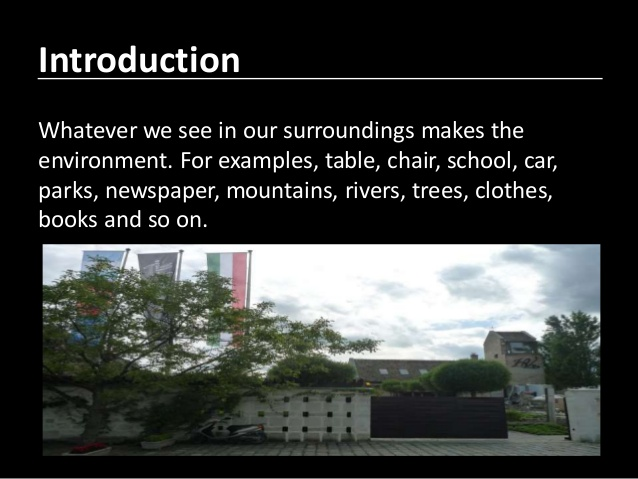 Introduction
Whatever we see in our surroundings makes the
environment. For examples, table, chair, school, car,
parks, newspaper, mountains, rivers, trees, clothes,
books and so on.